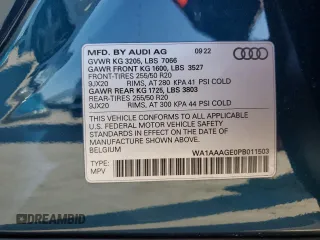 MFD. BY AUDI AG 09 22
GVWR KG 3205, LBS 7066
GAWR FRONT KG 1600, LBS 3527
FRONT-TIRES 255/50 R20
9JX20 RIMS, AT 280 KPA 41 PSI COLD
GAWR REAR KG 1725, LBS 3803
REAR-TIRES 255/50 R20
9JX20 RIMS, AT 300 KPA 44 PSI COLD
THIS VEHICLE CONFORMS TO ALL APPLICABLE
U.S. FEDERAL MOTOR VEHICLE SAFETY
STANDARDS IN EFFECT ON THE DATE OF
MANUFACTURE SHOWN ABOVE.
BELGIUM WA1AAAGE0PB011503
TYPE:
MPV
DREAMBID